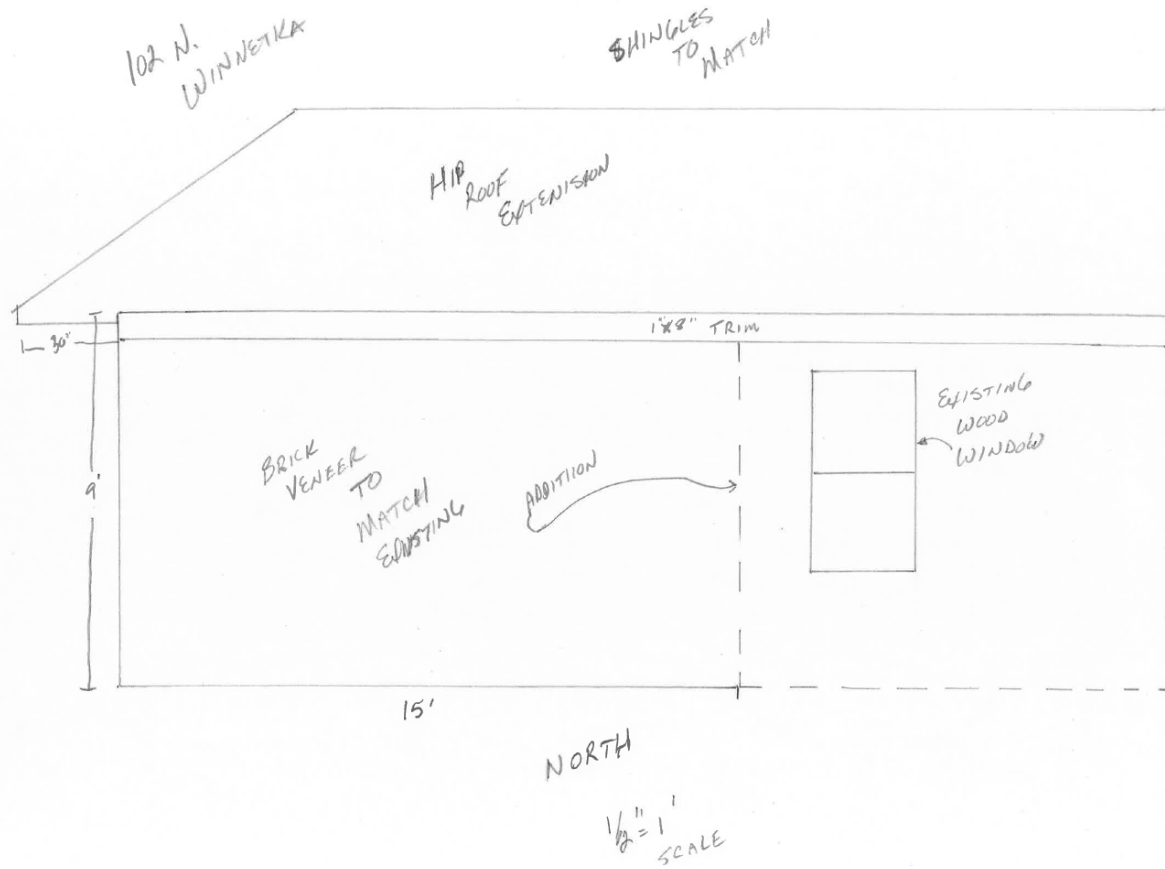 102 N.
WINNETKA
SHINGLES
TO
MATCH
HIP
ROOF
EXTENISION
1"x8" TRIM
30"
9'
BRICK
VENEER
TO
MATCH
EXISTING
ADDITION
EXISTING
WOOD
WINDOW
15'
NORTH
1/2" = 1'
SCALE